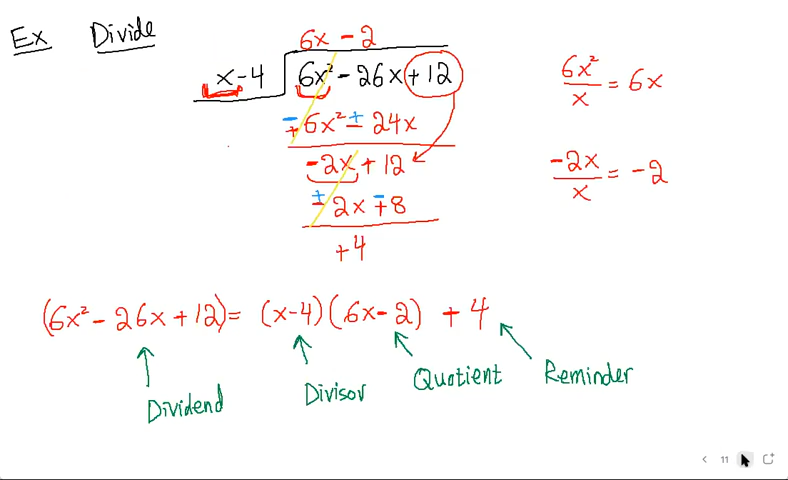 Ex Divide
6x - 2
x - 4 6x² - 26x + 12
6x²/x = 6x
6x² 24x
-2x + 12
-2x/x = -2
2x 8
+4
(6x² - 26x + 12) = (x-4)(6x-2) + 4
Dividend Divisor Quotient Reminder
11